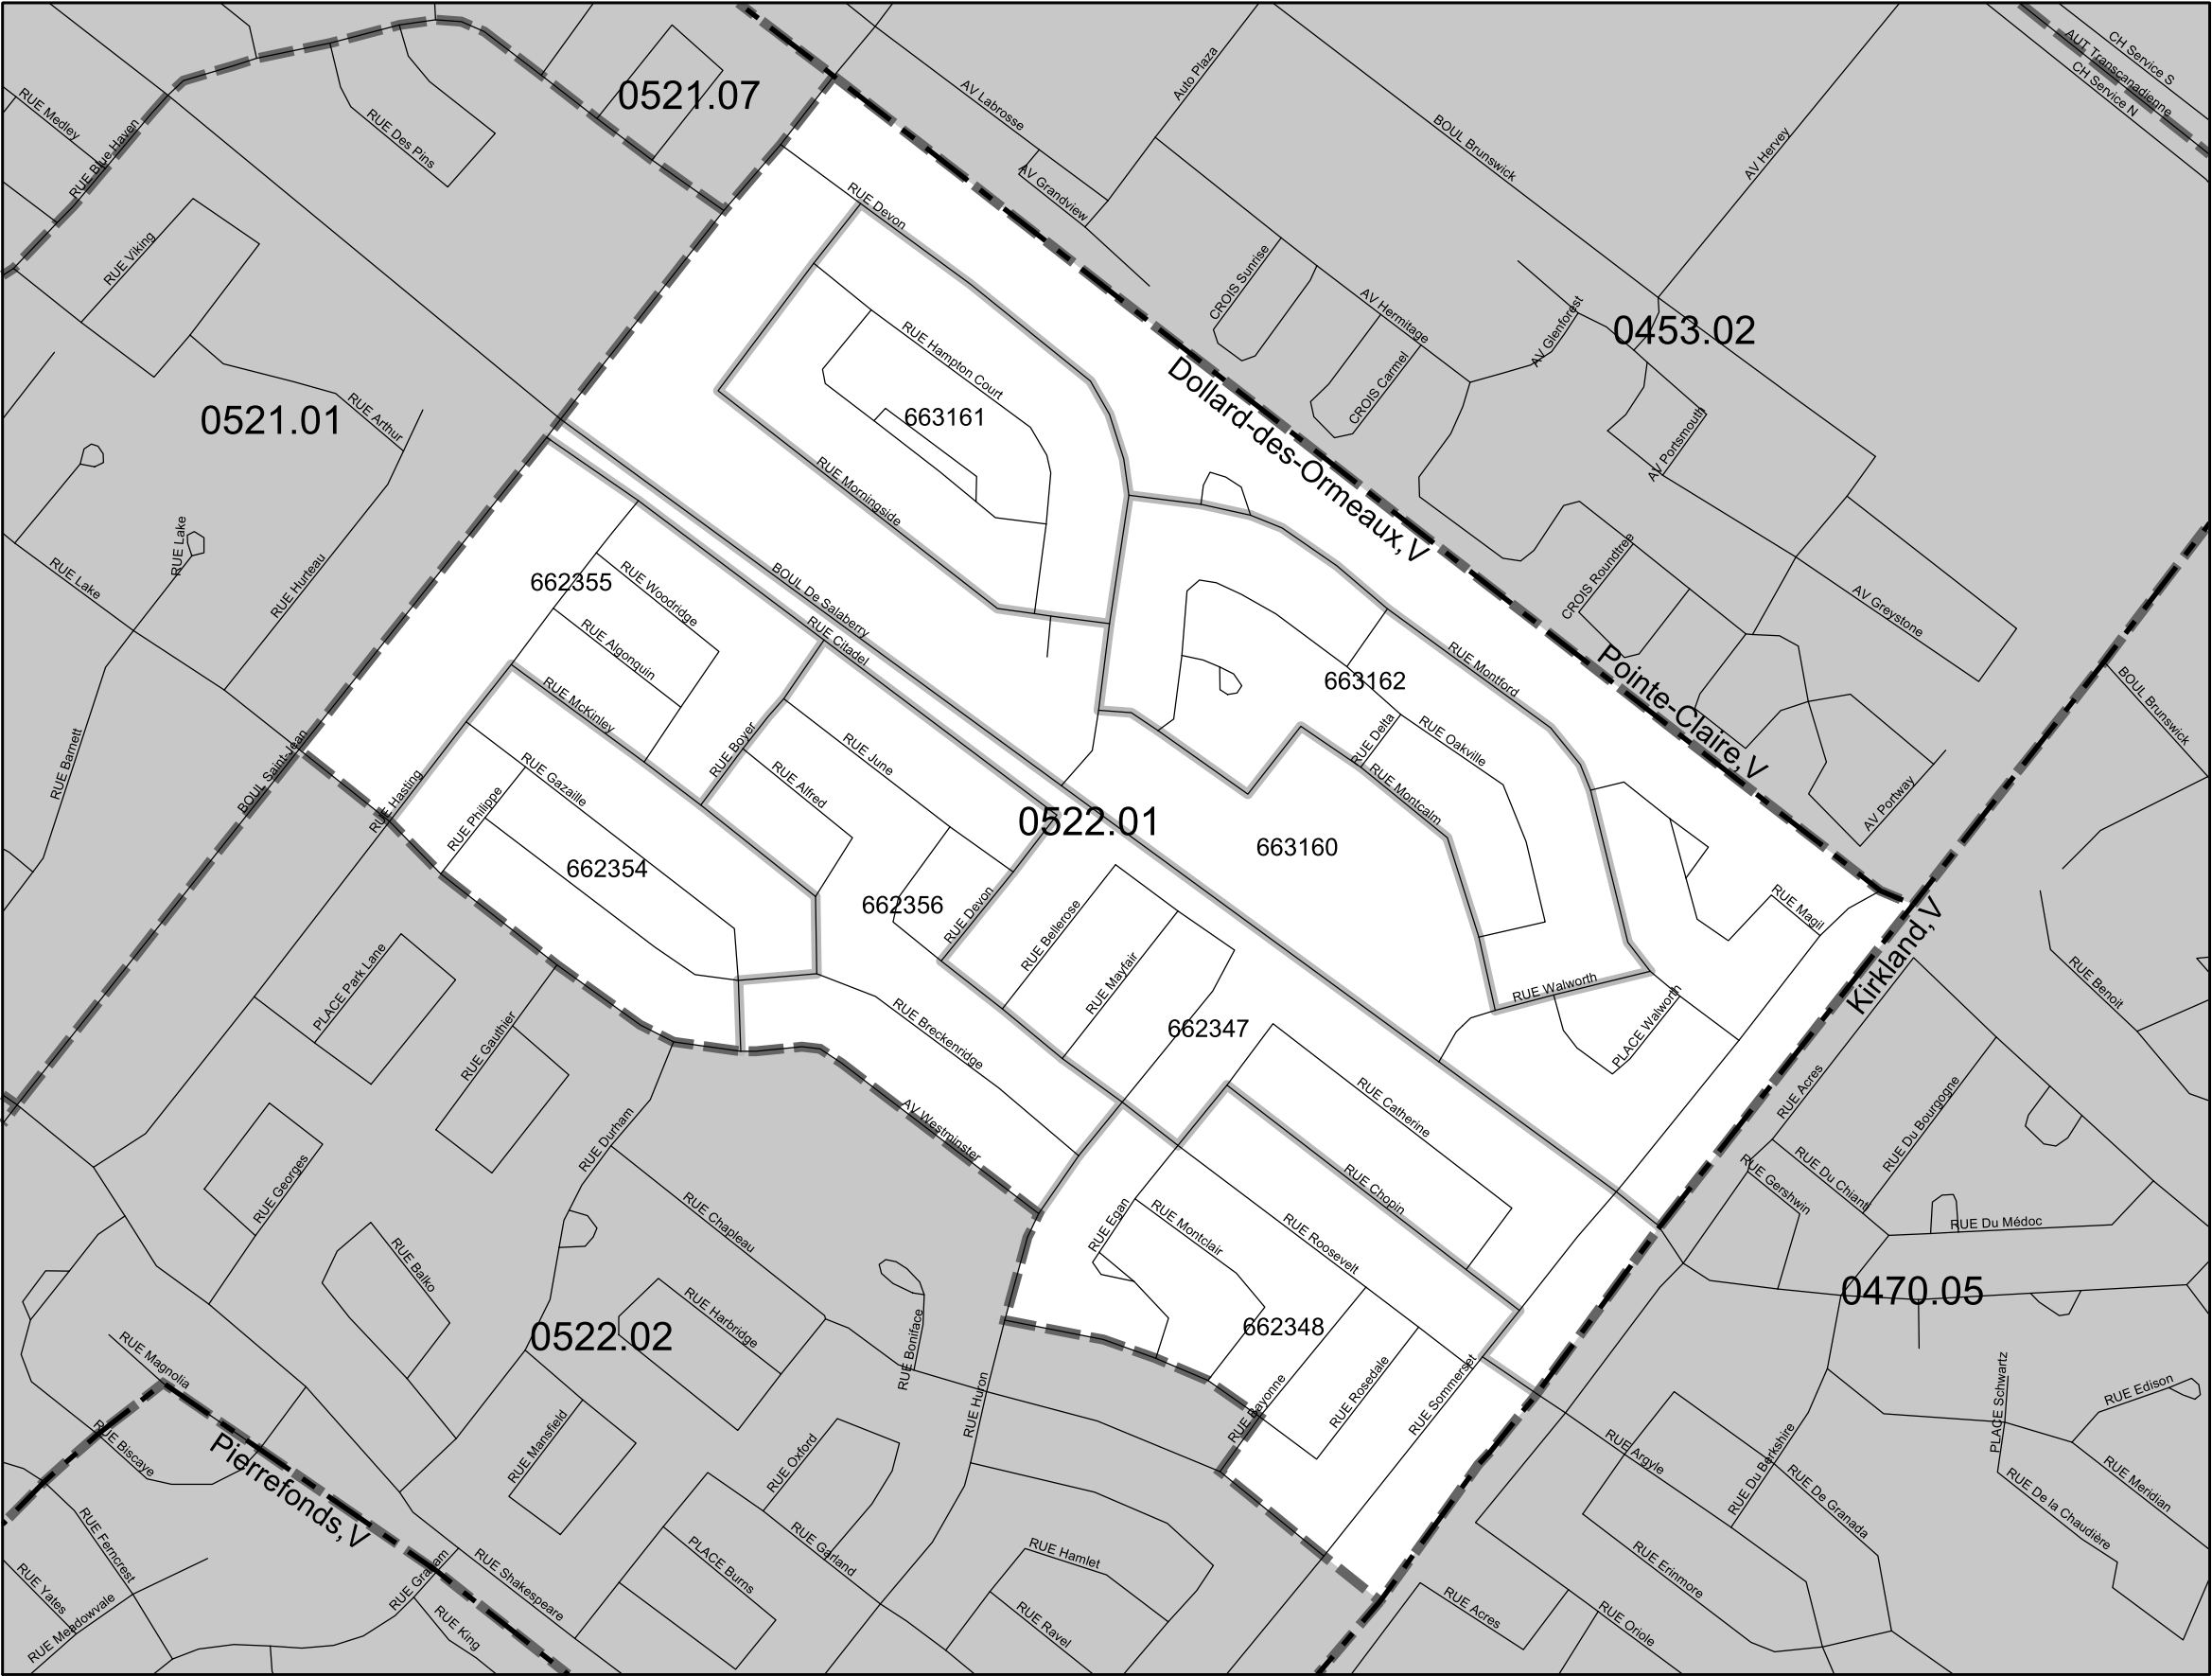 CH Service S
AUT Transcanadienne
CH Service N
0521.07
RUE Medley
RUE Blue Haven
RUE Des Pins
AV Labrosse
Auto Plaza
BOUL Brunswick
AV Hervey
AV Grandview
RUE Devon
RUE Viking
CROIS Sunrise
AV Hermitage
AV Glenforest
0453.02
CROIS Carmel
RUE Hampton Court
663161
Dollard-des-Ormeaux,V
0521.01
RUE Arthur
AV Portsmouth
RUE Morningside
RUE Lake
RUE Lake
RUE Hurteau
662355
RUE Woodridge
BOUL De Salaberry
RUE Citadel
RUE Algonquin
CROIS Roundtree
AV Greystone
RUE Montford
663162
Pointe-Claire,V
BOUL Brunswick
RUE McKinley
RUE Boyer
RUE June
RUE Delta
RUE Oakville
RUE Barnett
BOUL Saint-Jean
RUE Hasting
RUE Gazaille
RUE Philippe
RUE Alfred
RUE Montcalm
AV Portway
0522.01
663160
662354
662356
RUE Devon
RUE Bellerose
RUE Mayfair
RUE Magil
Kirkland,V
RUE Benoit
PLACE Park Lane
RUE Gauthier
RUE Walworth
PLACE Walworth
RUE Breckenridge
662347
RUE Catherine
RUE Acres
RUE Du Bourgogne
RUE Durham
AV Westminster
RUE Georges
RUE Chapleau
RUE Chopin
RUE Gershwin
RUE Du Chianti
RUE Du Médoc
RUE Egan
RUE Montclair
RUE Roosevelt
RUE Balko
0470.05
RUE Harbridge
0522.02
RUE Boniface
662348
RUE Magnolia
RUE Huron
RUE Bayonne
RUE Rosedale
RUE Sommerset
PLACE Schwartz
RUE Edison
RUE Biscaye
Pierrefonds,V
RUE Mansfield
RUE Oxford
RUE Argyle
RUE Du Berkshire
RUE De Granada
RUE Meridian
RUE De la Chaudière
RUE Ferncrest
RUE Graham
RUE Shakespeare
PLACE Burns
RUE Garland
RUE Hamlet
RUE Erinmore
RUE Yates
RUE Meadowvale
RUE King
RUE Ravel
RUE Acres
RUE Oriole